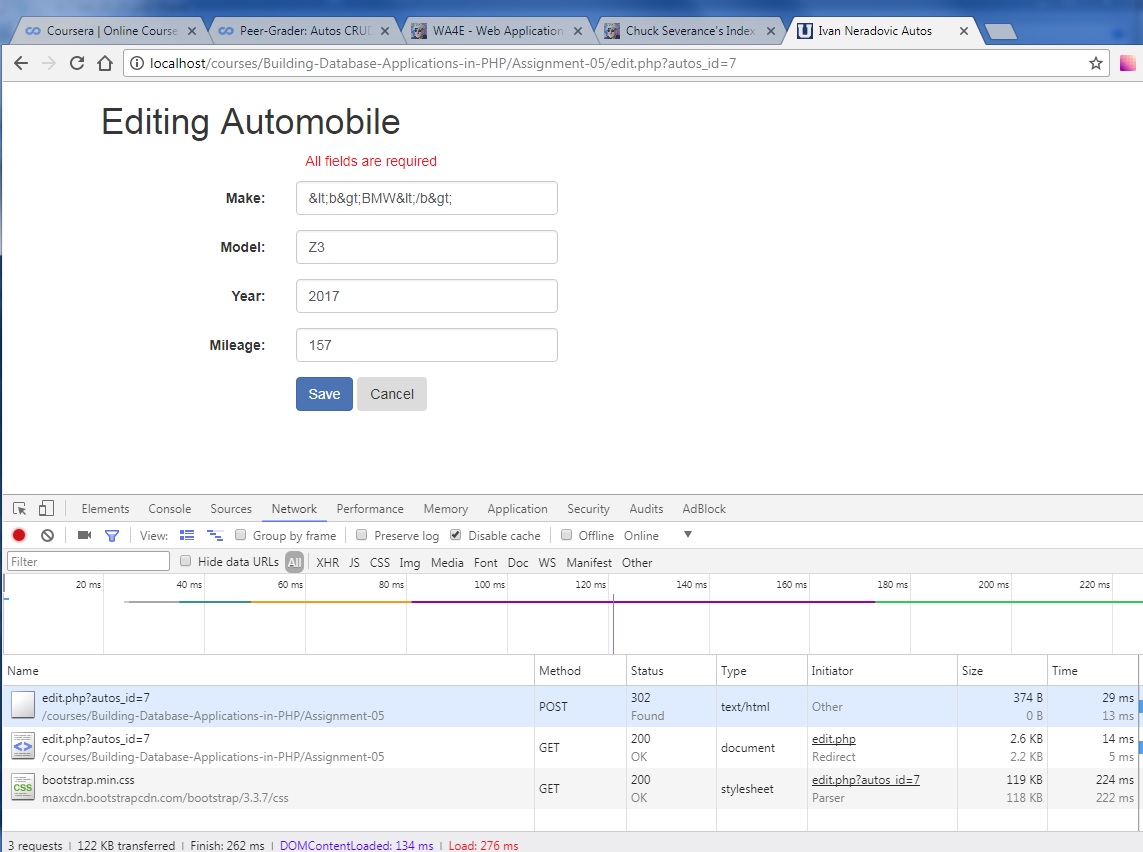 Coursera | Online Course
Peer-Grader: Autos CRUD
WA4E - Web Application
Chuck Severance's Index
Ivan Neradovic Autos
localhost/courses/Building-Database-Applications-in-PHP/Assignment-05/edit.php?autos_id=7
Editing Automobile
All fields are required
Make: &lt;b&gt;BMW&lt;/b&gt;
Model: Z3
Year: 2017
Mileage: 157
Save Cancel
Elements Console Sources Network Performance Memory Application Security Audits AdBlock
View: Group by frame Preserve log Disable cache Offline Online
Filter Hide data URLs All XHR JS CSS Img Media Font Doc WS Manifest Other
20 ms 40 ms 60 ms 80 ms 100 ms 120 ms 140 ms 160 ms 180 ms 200 ms 220 ms
Name Method Status Type Initiator Size Time
edit.php?autos_id=7 POST 302 text/html Other 374 B 29 ms
/courses/Building-Database-Applications-in-PHP/Assignment-05 Found 0 B 13 ms
edit.php?autos_id=7 GET 200 document edit.php 2.6 KB 14 ms
/courses/Building-Database-Applications-in-PHP/Assignment-05 OK Redirect 2.2 KB 5 ms
CSS bootstrap.min.css GET 200 stylesheet edit.php?autos_id=7 119 KB 224 ms
maxcdn.bootstrapcdn.com/bootstrap/3.3.7/css OK Parser 118 KB 222 ms
3 requests | 122 KB transferred | Finish: 262 ms | DOMContentLoaded: 134 ms | Load: 276 ms